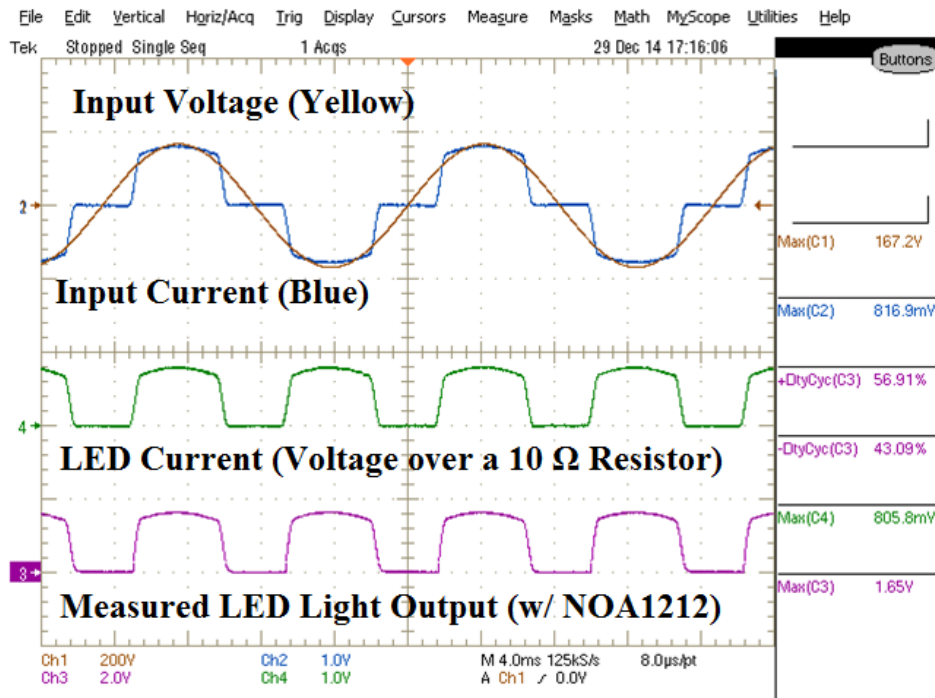 File Edit Vertical Horiz/Acq Trig Display Cursors Measure Masks Math MyScope Utilities Help
Tek Stopped Single Seq 1 Acqs 29 Dec 14 17:16:06
Buttons
Input Voltage (Yellow)
2
Max(C1) 167.2V
Input Current (Blue)
Max(C2) 816.9mV
+DtyCyc(C3) 56.91%
4
LED Current (Voltage over a 10 Ω Resistor)
-DtyCyc(C3) 43.09%
Max(C4) 805.8mV
3
Max(C3) 1.65V
Measured LED Light Output (w/ NOA1212)
Ch1 200V Ch2 1.0V M 4.0ms 125kS/s 8.0µs/pt
Ch3 2.0V Ch4 1.0V A Ch1 / 0.0V